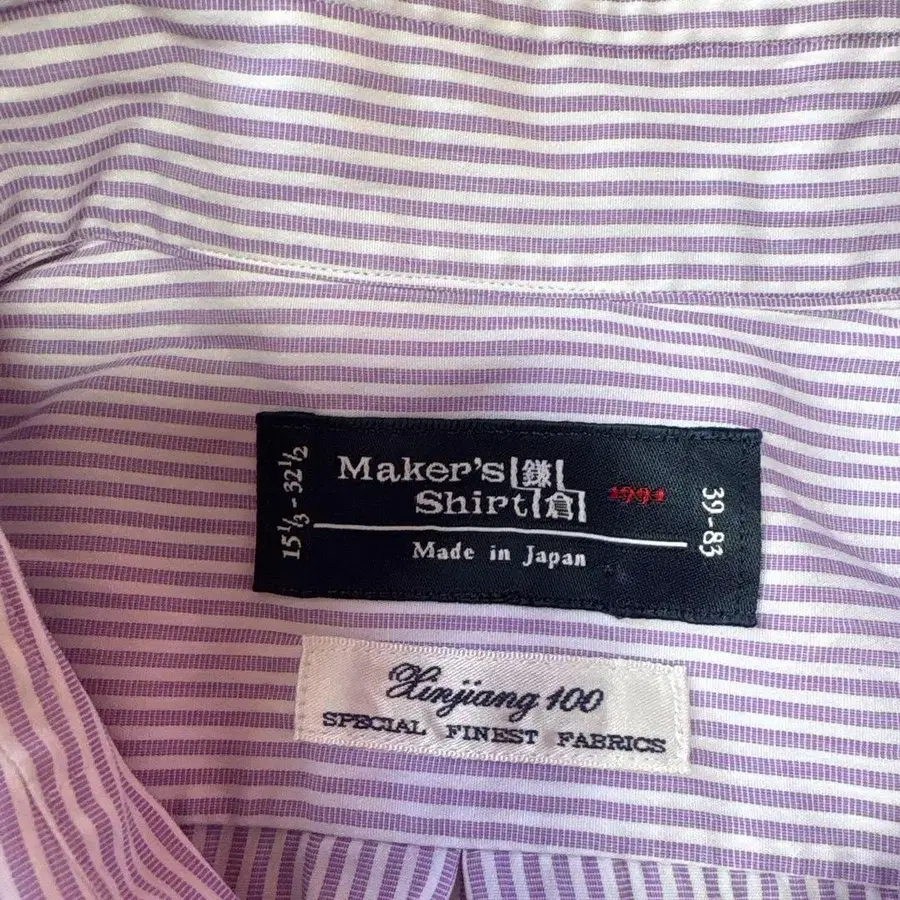 15 1/3-32 1/2
Maker's 鎌
Shirt 倉
1991
Made in Japan
39-83
Xinjiang 100
SPECIAL FINEST FABRICS